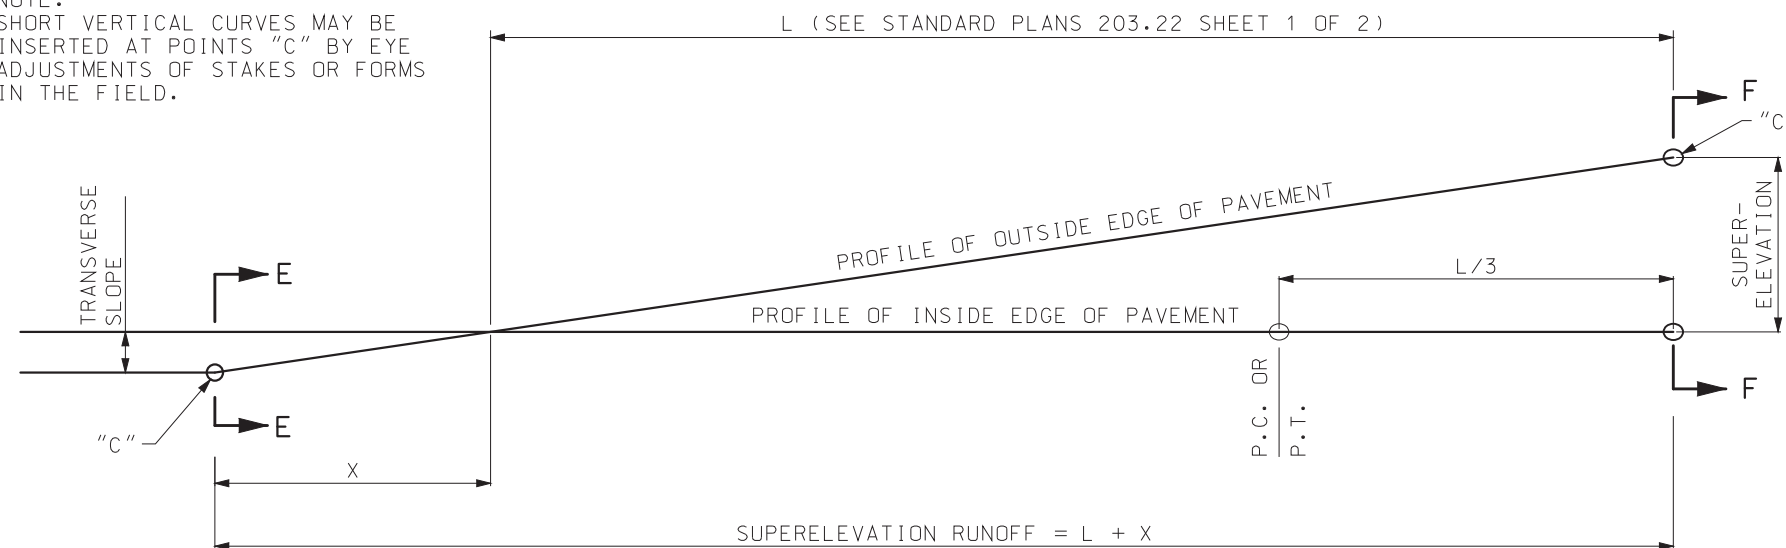 NOTE:
SHORT VERTICAL CURVES MAY BE
INSERTED AT POINTS "C" BY EYE
ADJUSTMENTS OF STAKES OR FORMS
IN THE FIELD.
L (SEE STANDARD PLANS 203.22 SHEET 1 OF 2)
F
"C
TRANSVERSE
SLOPE
E
PROFILE OF OUTSIDE EDGE OF PAVEMENT
SUPER-
ELEVATION
L/3
PROFILE OF INSIDE EDGE OF PAVEMENT
P.C. OR
P.T.
F
E
"C"
X
SUPERELEVATION RUNOFF = L + X